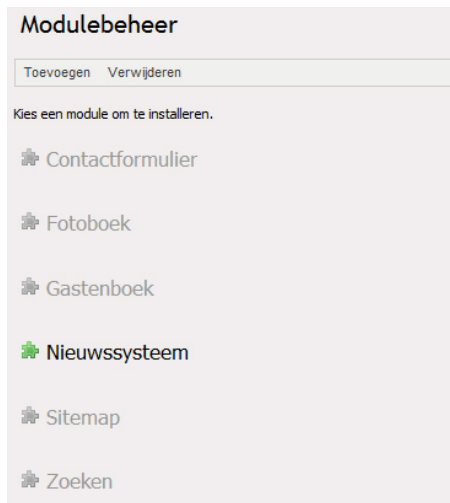 Modulebeheer
Toevoegen Verwijderen
Kies een module om te installeren.
Contactformulier
Fotoboek
Gastenboek
Nieuwssysteem
Sitemap
Zoeken